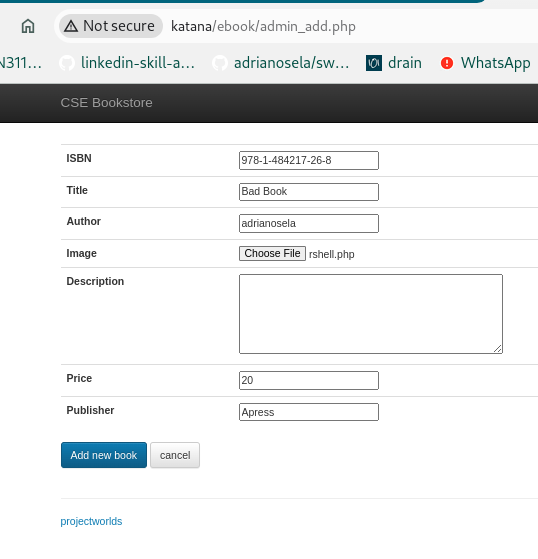 Not secure katana/ebook/admin_add.php
N311... linkedin-skill-a... adrianosela/sw... drain WhatsApp
CSE Bookstore
ISBN 978-1-484217-26-8
Title Bad Book
Author adrianosela
Image Choose File rshell.php
Description
Price 20
Publisher Apress
Add new book cancel
projectworlds